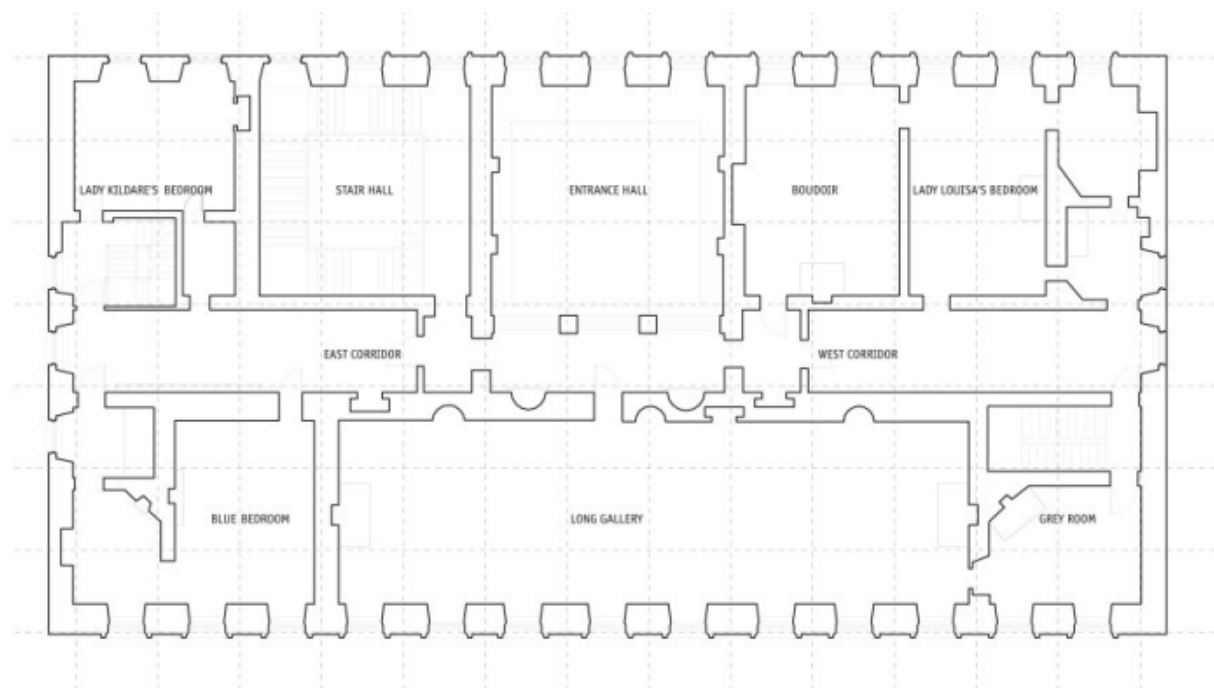 LADY KILDARE'S BEDROOM
STAIR HALL
ENTRANCE HALL
BOUDOIR
LADY LOUISA'S BEDROOM
EAST CORRIDOR
WEST CORRIDOR
BLUE BEDROOM
LONG GALLERY
GREY ROOM